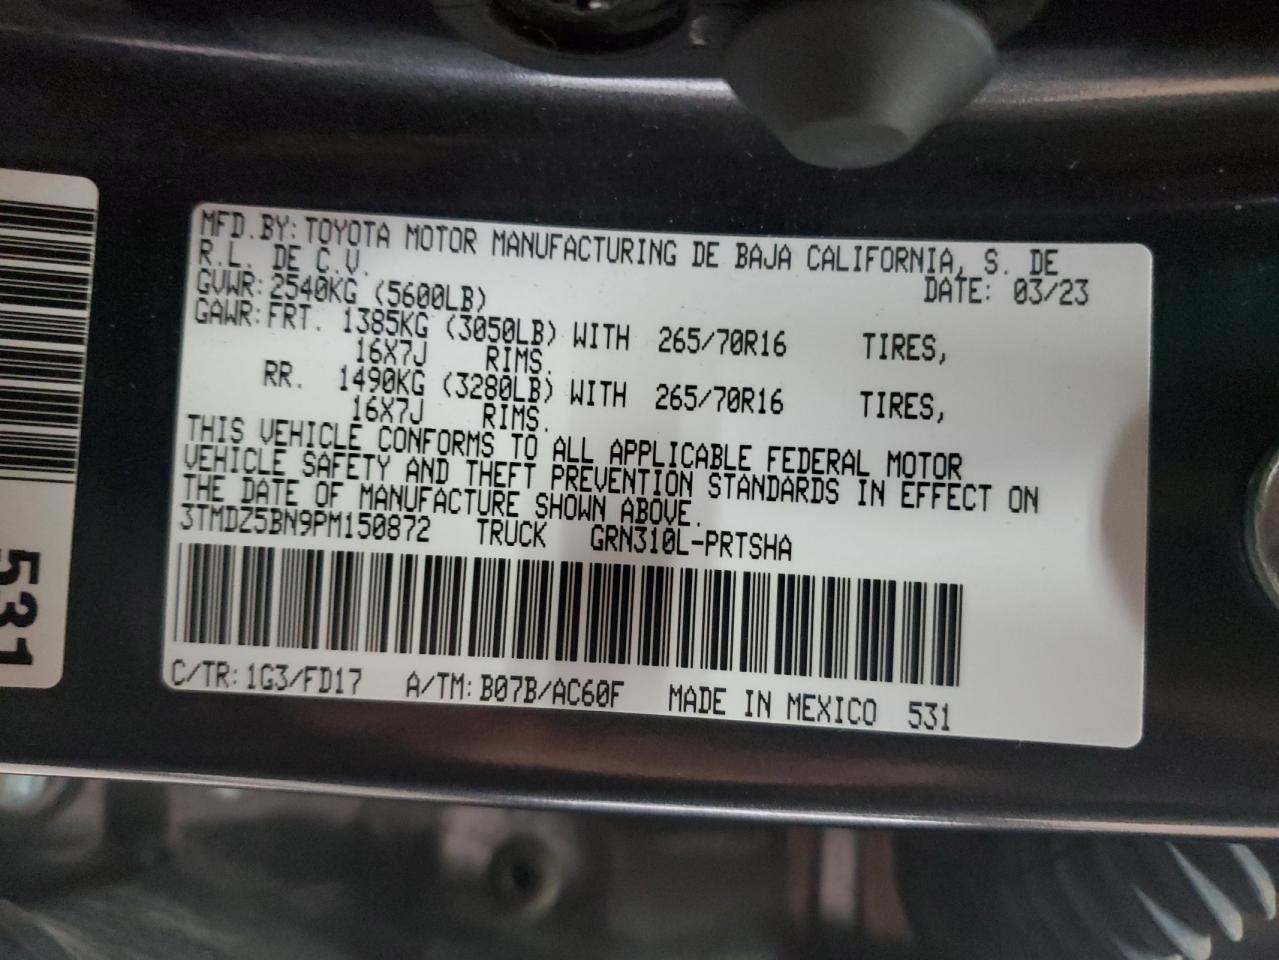 MFD.BY: TOYOTA MOTOR MANUFACTURING DE BAJA CALIFORNIA, S. DE
R.L. DE C.V. DATE: 03/23
GVWR: 2540KG (5600LB)
GAWR: FRT. 1385KG (3050LB) WITH 265/70R16 TIRES,
16X7J RIMS.
RR. 1490KG (3280LB) WITH 265/70R16 TIRES,
16X7J RIMS.
THIS VEHICLE CONFORMS TO ALL APPLICABLE FEDERAL MOTOR
VEHICLE SAFETY AND THEFT PREVENTION STANDARDS IN EFFECT ON
THE DATE OF MANUFACTURE SHOWN ABOVE.
3TMDZ5BN9PM150872 TRUCK GRN310L-PRTSHA
C/TR: 1G3/FD17 A/TM: B07B/AC60F MADE IN MEXICO 531
531